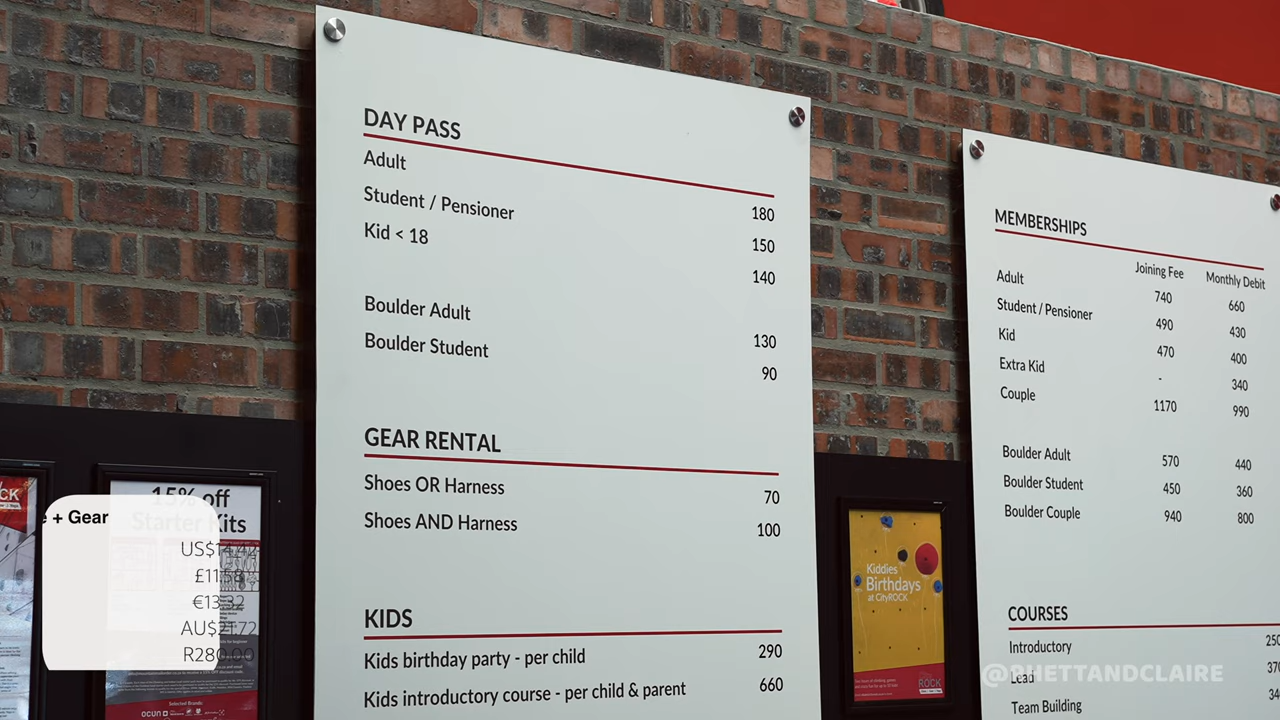 DAY PASS
Adult 180
Student / Pensioner 150
Kid < 18 140
Boulder Adult 130
Boulder Student 90
GEAR RENTAL
Shoes OR Harness 70
Shoes AND Harness 100
KIDS
Kids birthday party - per child 290
Kids introductory course - per child & parent 660
MEMBERSHIPS
Joining Fee Monthly Debit
Adult 740 660
Student / Pensioner 490 430
Kid 470 400
Extra Kid - 340
Couple 1170 990
Boulder Adult 570 440
Boulder Student 450 360
Boulder Couple 940 800
COURSES
Introductory
Lead
Team Building
15% off
Starter Kits
+ Gear
US$14.42
£11.58
€13.32
AU$21.72
R280.00
Selected Brands:
ocun
Kiddies
Birthdays
at CityROCK
ROCK
@RHETTANDCLAIRE